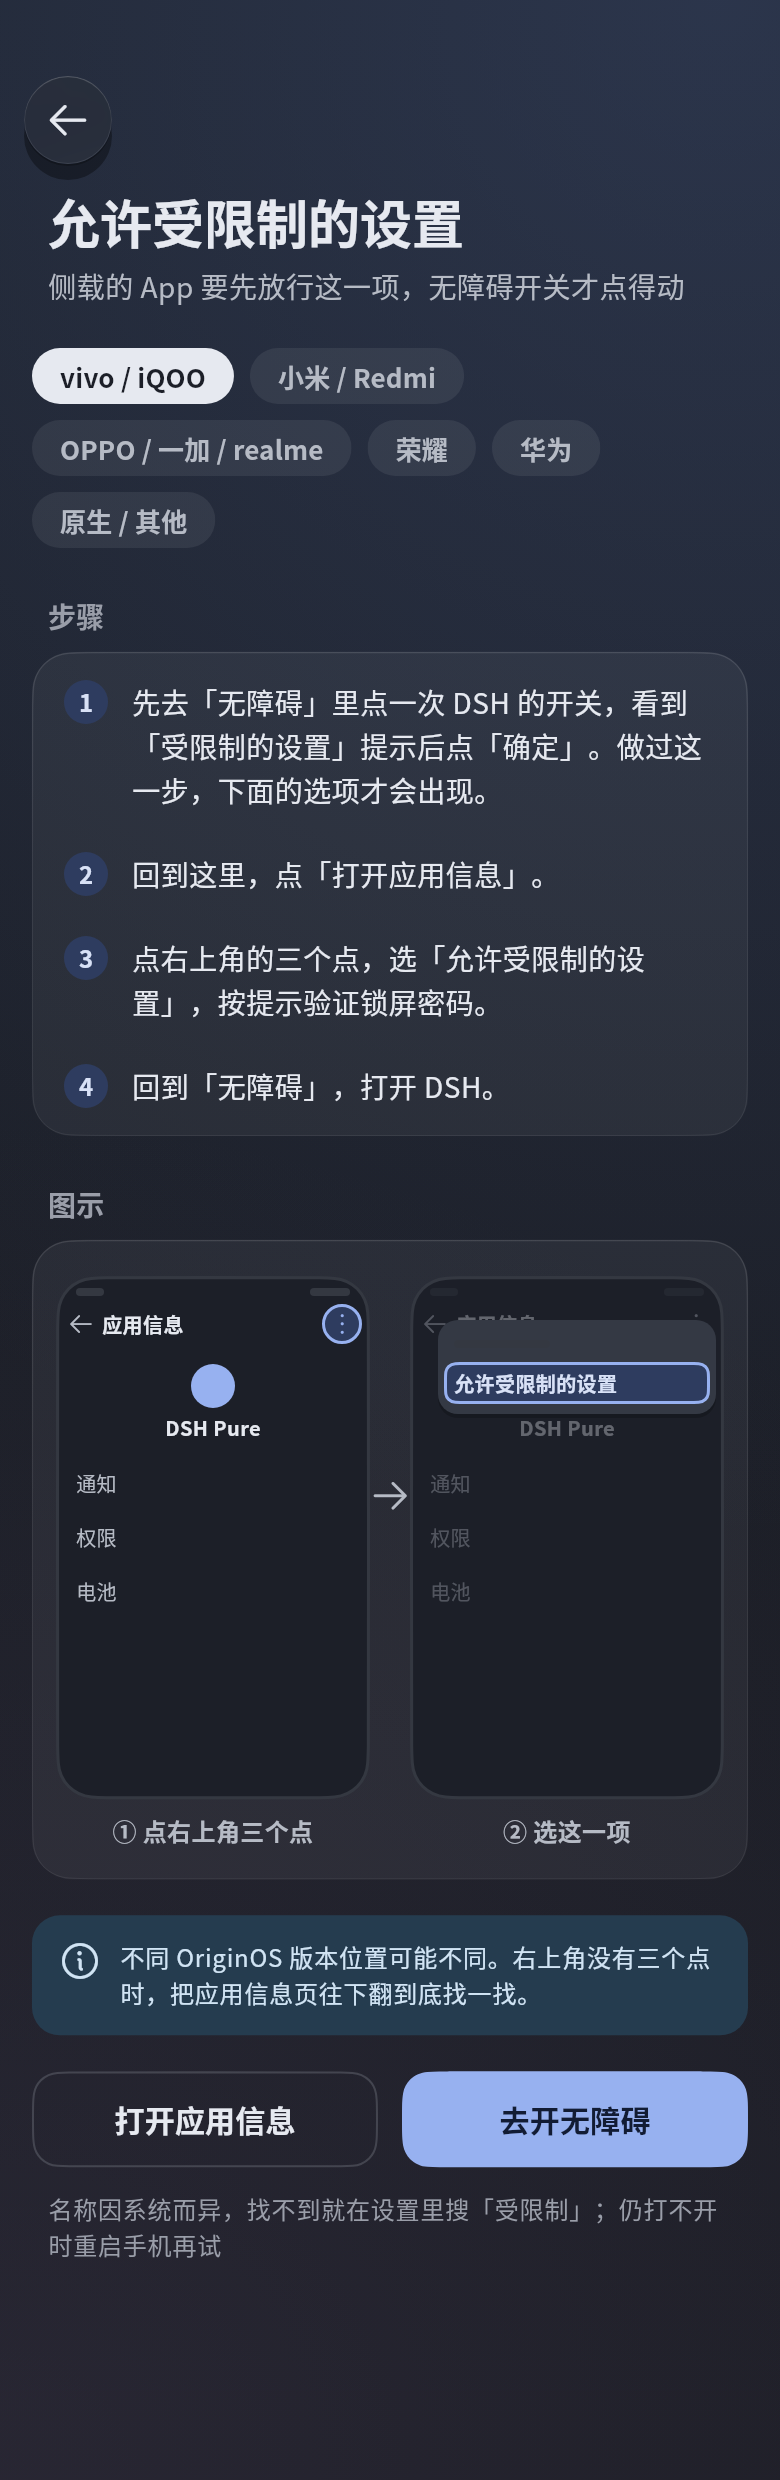 允许受限制的设置
侧载的 App 要先放行这一项，无障碍开关才点得动
vivo / iQOO
小米 / Redmi
OPPO / 一加 / realme
荣耀
华为
原生 / 其他
步骤
1
先去「无障碍」里点一次 DSH 的开关，看到
「受限制的设置」提示后点「确定」。做过这
一步，下面的选项才会出现。
2
回到这里，点「打开应用信息」。
3
点右上角的三个点，选「允许受限制的设
置」，按提示验证锁屏密码。
4
回到「无障碍」，打开 DSH。
图示
应用信息
DSH Pure
通知
权限
电池
① 点右上角三个点
允许受限制的设置
DSH Pure
通知
权限
电池
② 选这一项
不同 OriginOS 版本位置可能不同。右上角没有三个点
时，把应用信息页往下翻到底找一找。
打开应用信息
去开无障碍
名称因系统而异，找不到就在设置里搜「受限制」；仍打不开
时重启手机再试